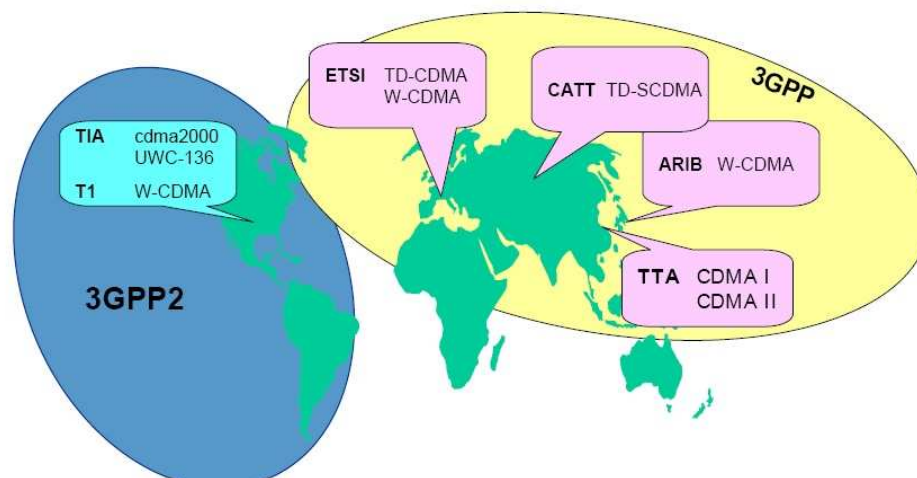 ETSI TD-CDMA
W-CDMA
CATT TD-SCDMA
3GPP
TIA cdma2000
UWC-136
T1 W-CDMA
ARIB W-CDMA
TTA CDMA I
CDMA II
3GPP2